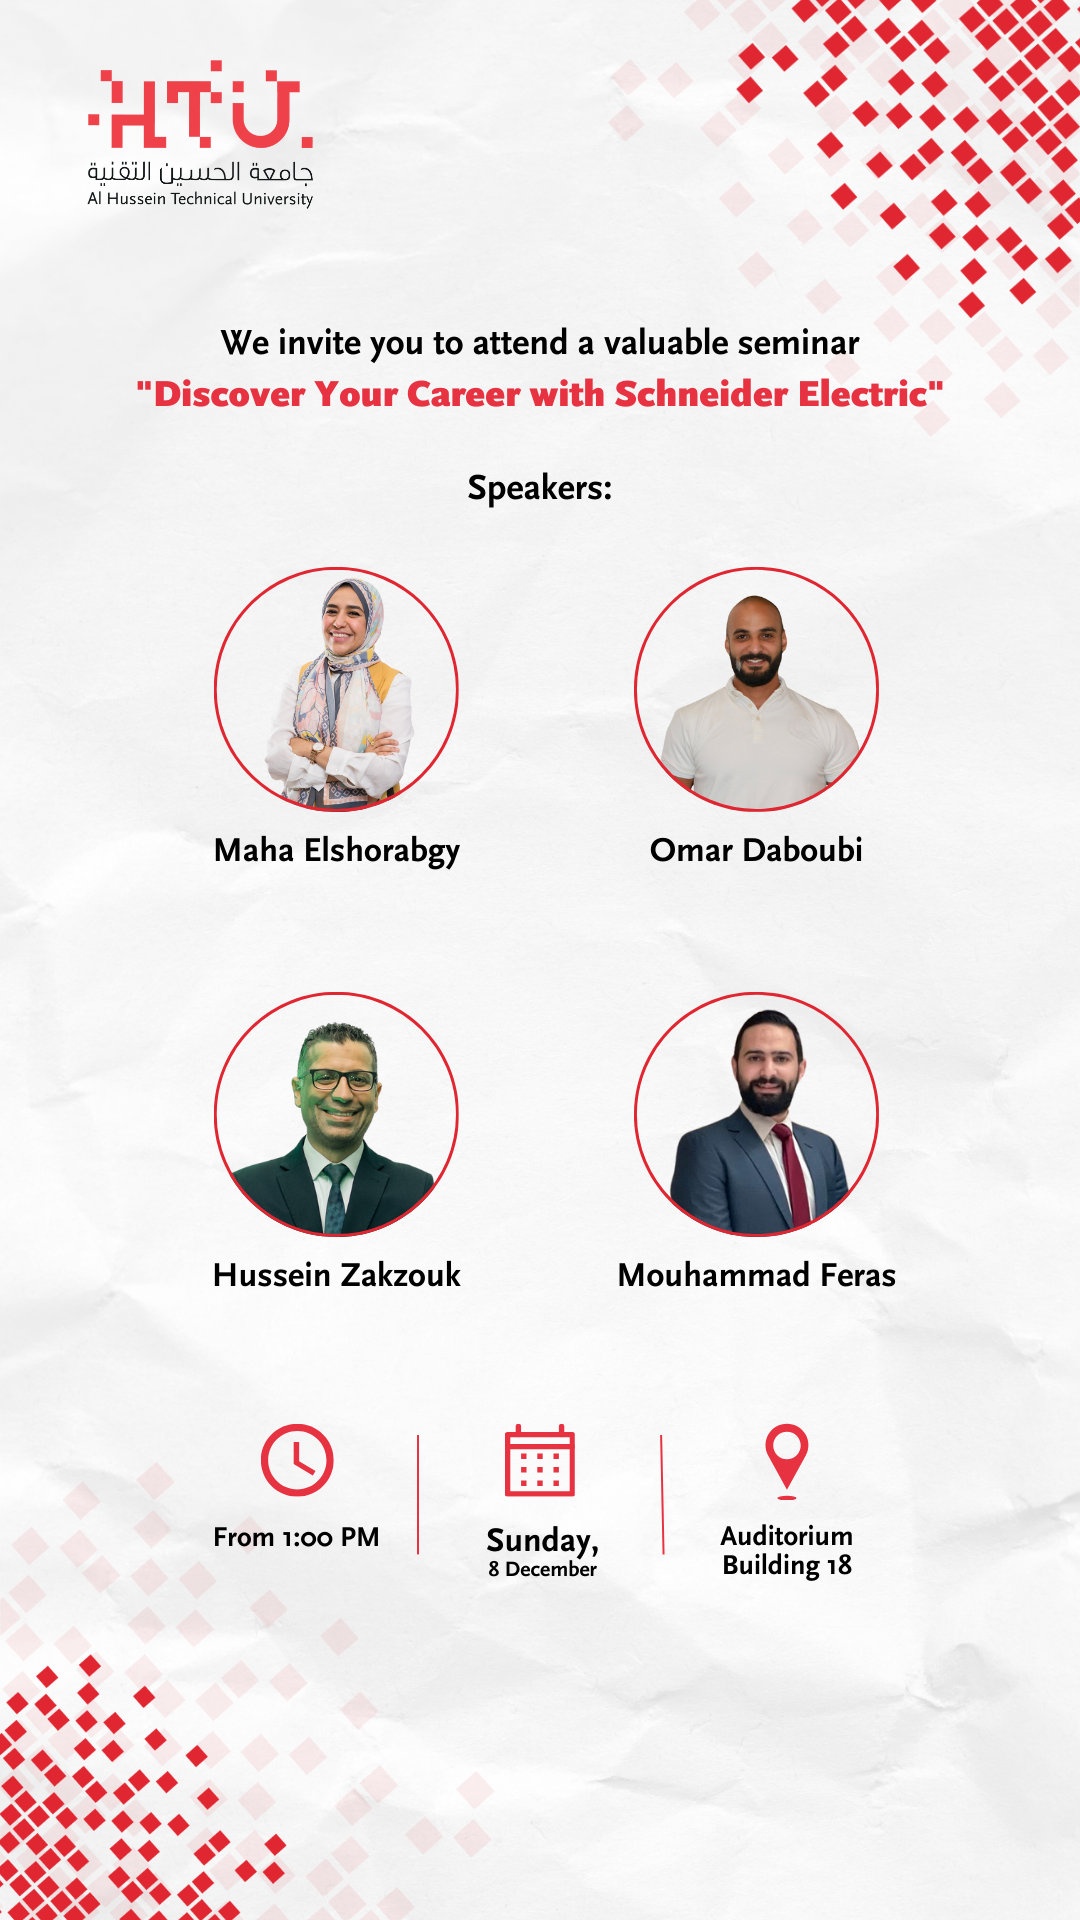 HTU
جامعة الحسين التقنية
Al Hussein Technical University
We invite you to attend a valuable seminar
"Discover Your Career with Schneider Electric"
Speakers:
Maha Elshorabgy
Omar Daboubi
Hussein Zakzouk
Mouhammad Feras
From 1:00 PM
Sunday,
8 December
Auditorium
Building 18